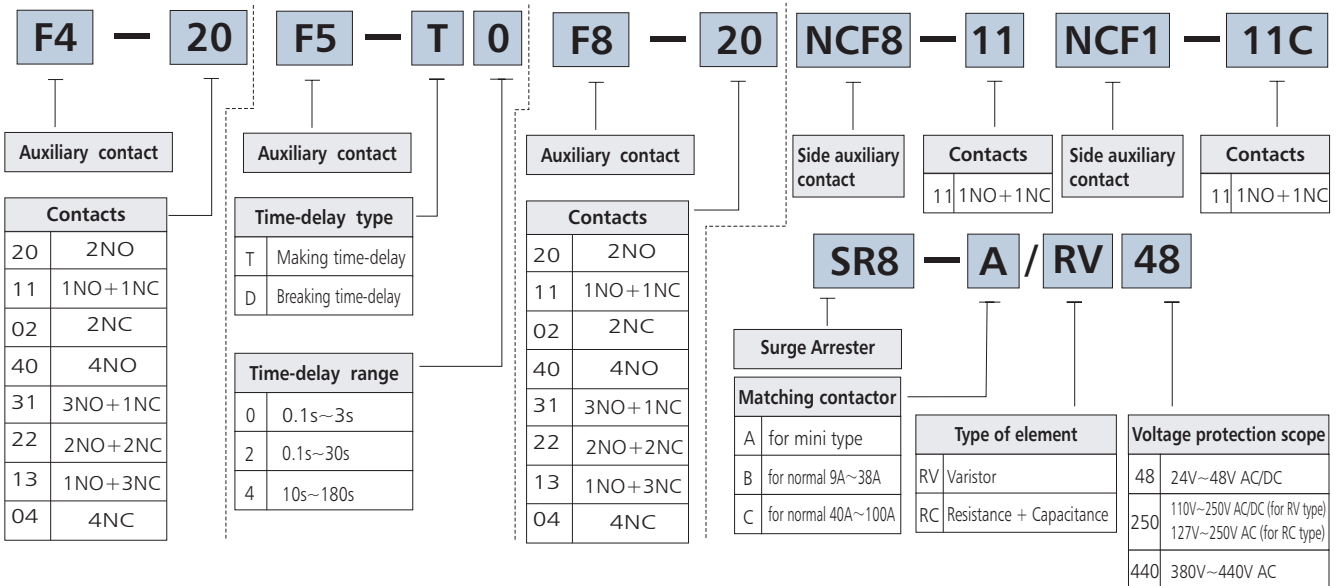 F4 — 20
Auxiliary contact
Contacts
20 2NO
11 1NO+1NC
02 2NC
40 4NO
31 3NO+1NC
22 2NO+2NC
13 1NO+3NC
04 4NC
F5 — T 0
Auxiliary contact
Time-delay type
T Making time-delay
D Breaking time-delay
Time-delay range
0 0.1s~3s
2 0.1s~30s
4 10s~180s
F8 — 20
Auxiliary contact
Contacts
20 2NO
11 1NO+1NC
02 2NC
40 4NO
31 3NO+1NC
22 2NO+2NC
13 1NO+3NC
04 4NC
NCF8 — 11
Side auxiliary
contact
Contacts
11 1NO+1NC
NCF1 — 11C
Side auxiliary
contact
Contacts
11 1NO+1NC
SR8 — A / RV 48
Surge Arrester
Matching contactor
A for mini type
B for normal 9A~38A
C for normal 40A~100A
Type of element
RV Varistor
RC Resistance + Capacitance
Voltage protection scope
48 24V~48V AC/DC
250 110V~250V AC/DC (for RV type)
127V~250V AC (for RC type)
440 380V~440V AC